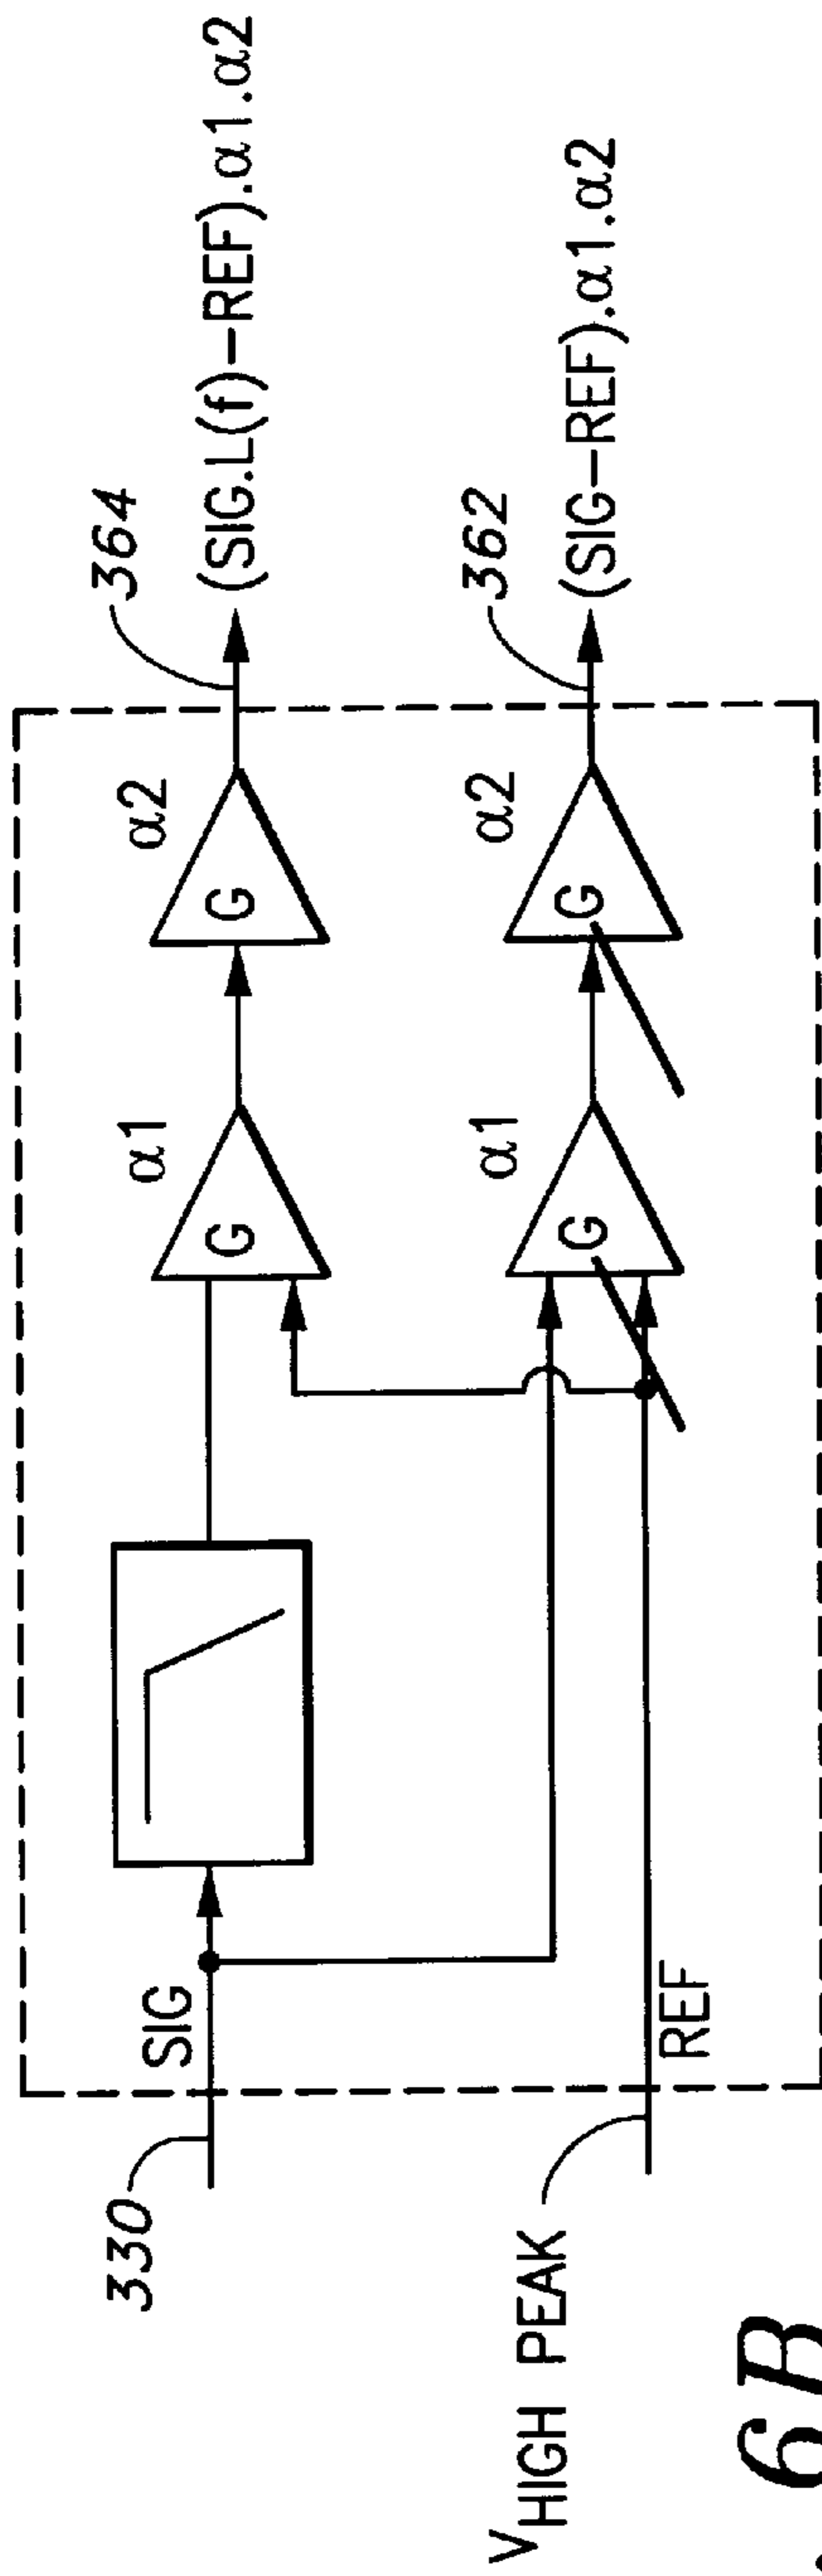 330
SIG
α1
α2
364
(SIG.L(f)-REF).α1.α2
G
G
V HIGH PEAK
REF
α1
α2
362
(SIG-REF).α1.α2
G
G
6B